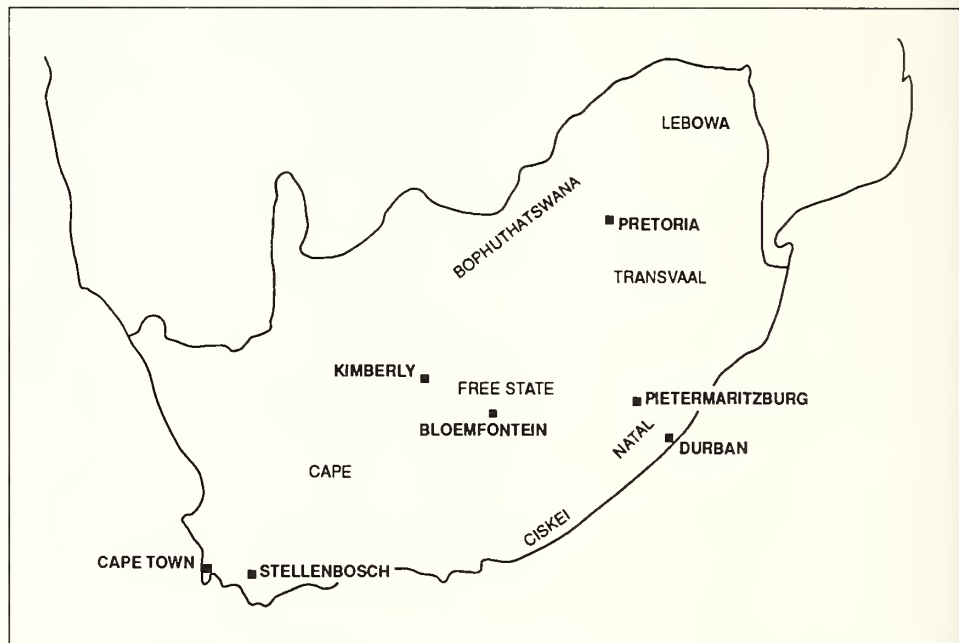 LEBOWA
BOPHUTHATSWANA
PRETORIA
TRANSVAAL
KIMBERLY
FREE STATE
PIETERMARITZBURG
BLOEMFONTEIN
NATAL
DURBAN
CAPE
CISKEI
CAPE TOWN
STELLENBOSCH